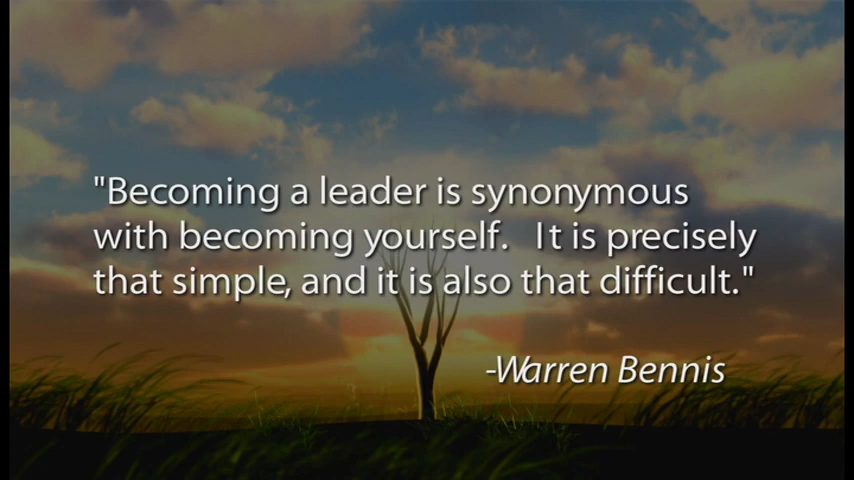 "Becoming a leader is synonymous
with becoming yourself.   It is precisely
that simple, and it is also that difficult."
-Warren Bennis